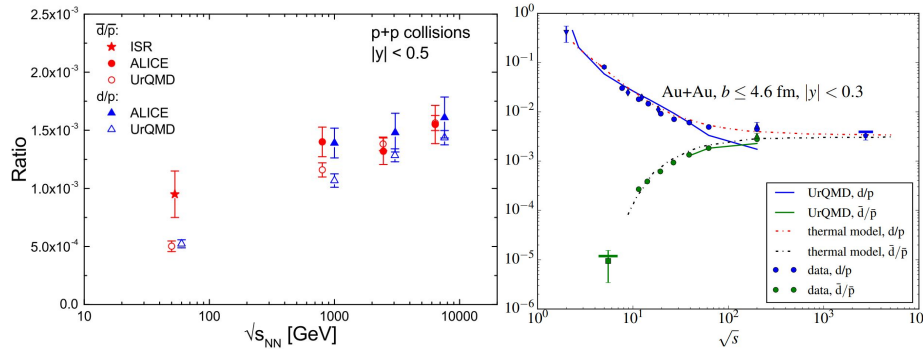 2.5x10⁻³
2.0x10⁻³
1.5x10⁻³
1.0x10⁻³
5.0x10⁻⁴
0.0
Ratio
d̅/p̅:
ISR
ALICE
UrQMD
d/p:
ALICE
UrQMD
p+p collisions
|y| < 0.5
10
100
1000
10000
√s_NN [GeV]
10⁰
10⁻¹
10⁻²
10⁻³
10⁻⁴
10⁻⁵
10⁻⁶
Au+Au, b ≤ 4.6 fm, |y| < 0.3
UrQMD, d/p
UrQMD, d̄/p̄
thermal model, d/p
thermal model, d̄/p̄
data, d/p
data, d̄/p̄
10⁰
10¹
10²
10³
√s